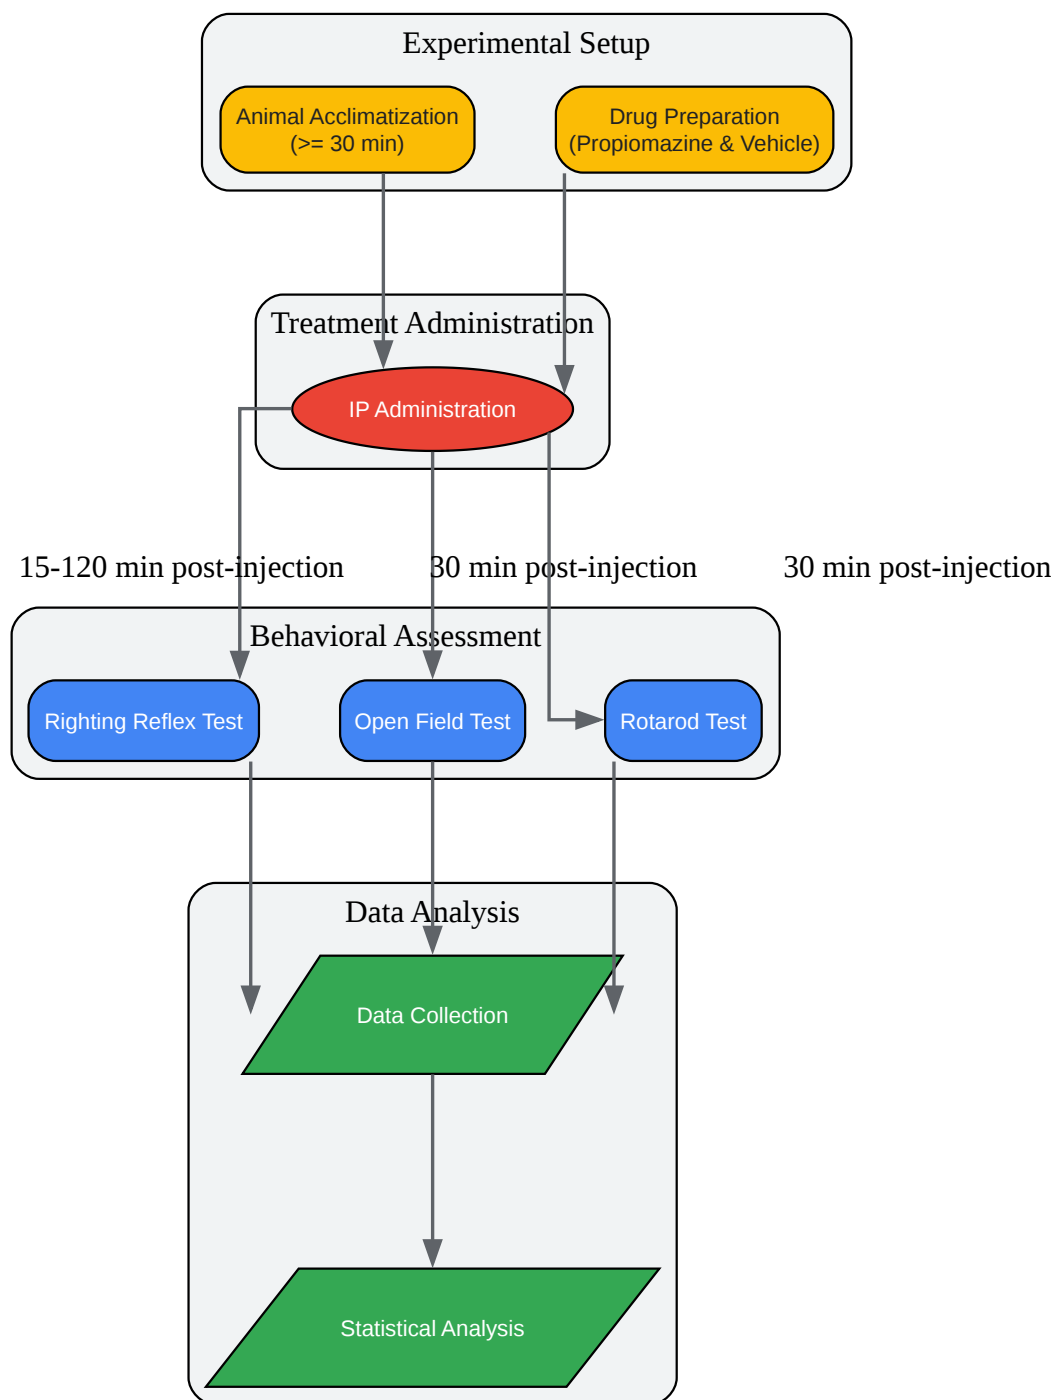 Experimental Setup
Animal Acclimatization
(>= 30 min)
Drug Preparation
(Propiomazine & Vehicle)
Treatment Administration
IP Administration
15-120 min post-injection
30 min post-injection
30 min post-injection
Behavioral Assessment
Righting Reflex Test
Open Field Test
Rotarod Test
Data Analysis
Data Collection
Statistical Analysis